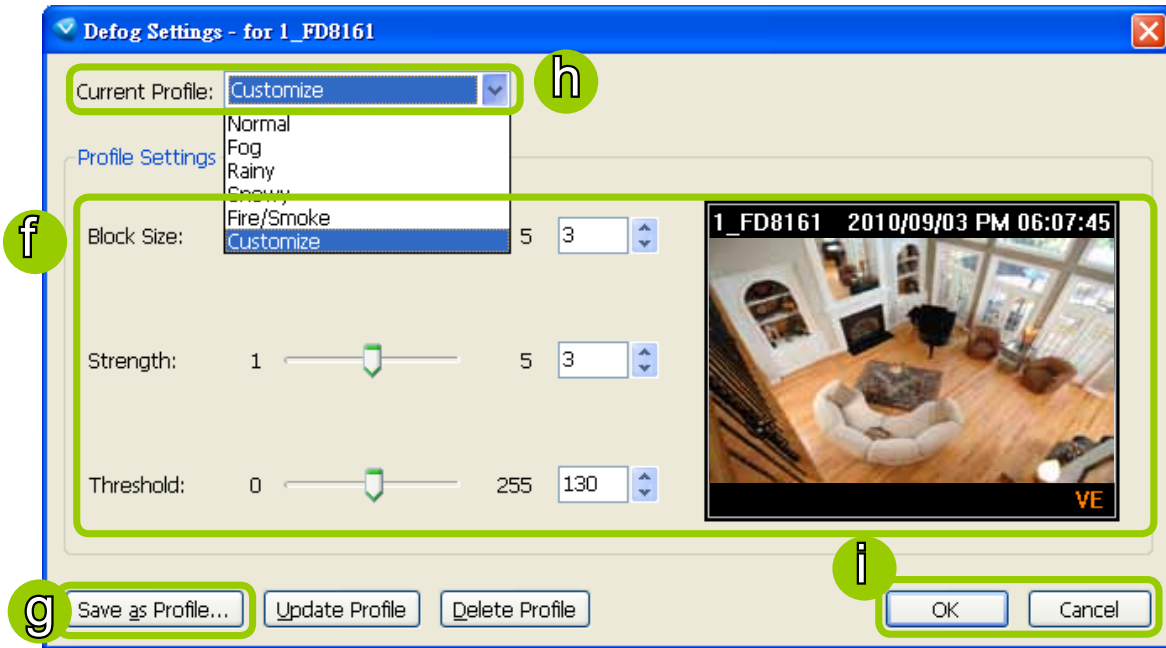 Defog Settings - for 1_FD8161
Current Profile: Customize
h
Normal
Fog
Profile Settings
Rainy
Snowy
Fire/Smoke
Customize
f
Block Size: 5 3
1_FD8161 2010/09/03 PM 06:07:45
Strength: 1 5 3
Threshold: 0 255 130
VE
i
g
Save as Profile... Update Profile Delete Profile OK Cancel